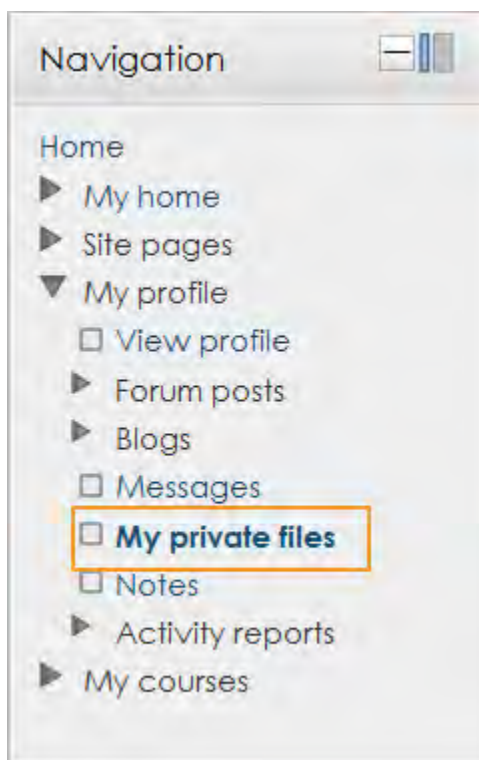 Navigation
Home
My home
Site pages
My profile
View profile
Forum posts
Blogs
Messages
My private files
Notes
Activity reports
My courses